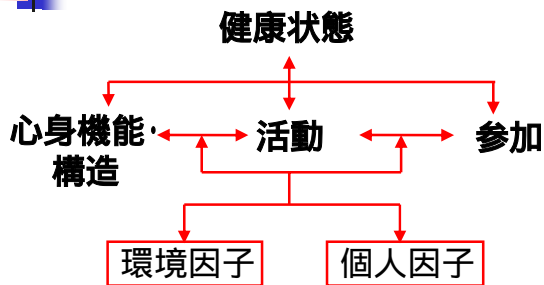 健康状態
心身機能・
構造
活動
参加
環境因子
個人因子